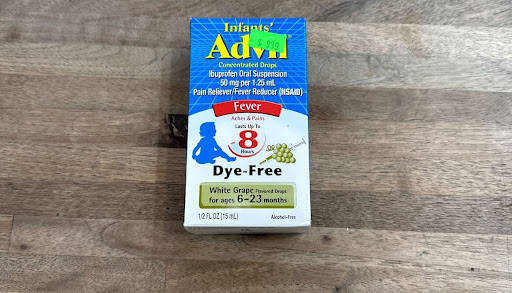 Infants'
Advil
Concentrated Drops
Ibuprofen Oral Suspension
50 mg per 1.25 mL
Pain Reliever/Fever Reducer (NSAID)
Fever
Aches & Pains
Lasts Up To
8
Hours
Dye-Free
White Grape Flavored Drops
for ages 6-23 months
1/2 FL OZ (15 mL) Alcohol-Free